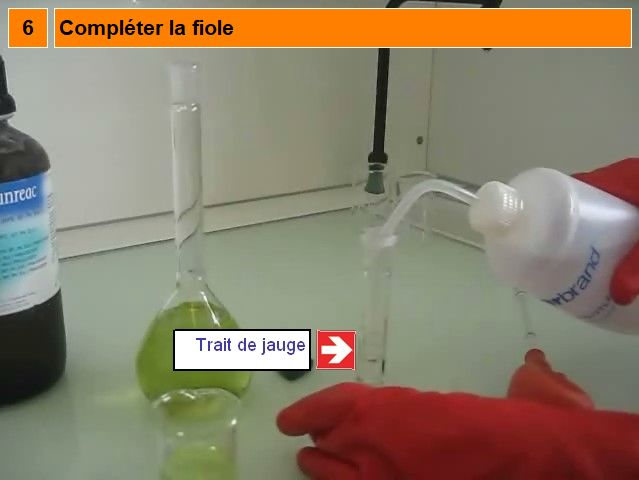 6 Compléter la fiole
unreac
Trait de jauge
brand